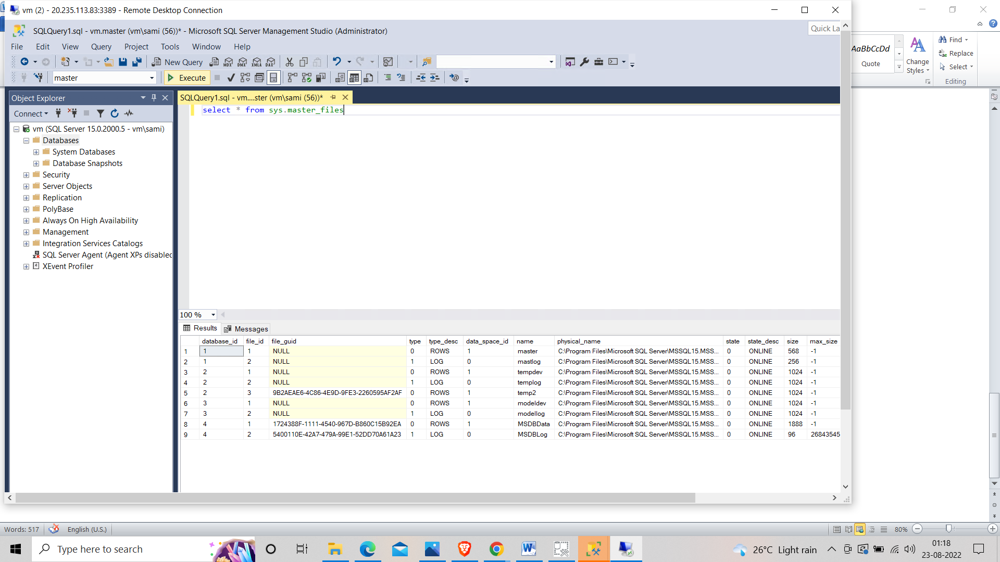 vm (2) - 20.235.113.83:3389 - Remote Desktop Connection
SQLQuery1.sql - vm.master (vm\sami (56))* - Microsoft SQL Server Management Studio (Administrator)
Quick La
File Edit View Query Project Tools Window Help
New Query
MDX DMX XMLA DAX
master
Execute
AaBbCcDd
Quote
Change
Styles
Find
Replace
Select
Editing
Object Explorer
Connect
vm (SQL Server 15.0.2000.5 - vm\sami)
Databases
System Databases
Database Snapshots
Security
Server Objects
Replication
PolyBase
Always On High Availability
Management
Integration Services Catalogs
SQL Server Agent (Agent XPs disabled
XEvent Profiler
SQLQuery1.sql - vm....ster (vm\sami (56))*
select * from sys.master_files
100 %
Results Messages
database_id file_id file_guid type type_desc data_space_id name physical_name state state_desc size max_size
1 1 1 NULL 0 ROWS 1 master C:\Program Files\Microsoft SQL Server\MSSQL15.MSS... 0 ONLINE 568 -1
2 1 2 NULL 1 LOG 0 mastlog C:\Program Files\Microsoft SQL Server\MSSQL15.MSS... 0 ONLINE 256 -1
3 2 1 NULL 0 ROWS 1 tempdev C:\Program Files\Microsoft SQL Server\MSSQL15.MSS... 0 ONLINE 1024 -1
4 2 2 NULL 1 LOG 0 templog C:\Program Files\Microsoft SQL Server\MSSQL15.MSS... 0 ONLINE 1024 -1
5 2 3 9B2AEAE6-4C86-4E9D-9FE3-2260595AF2AF 0 ROWS 1 temp2 C:\Program Files\Microsoft SQL Server\MSSQL15.MSS... 0 ONLINE 1024 -1
6 3 1 NULL 0 ROWS 1 modeldev C:\Program Files\Microsoft SQL Server\MSSQL15.MSS... 0 ONLINE 1024 -1
7 3 2 NULL 1 LOG 0 modellog C:\Program Files\Microsoft SQL Server\MSSQL15.MSS... 0 ONLINE 1024 -1
8 4 1 1724388F-1111-4540-967D-B860C15B92EA 0 ROWS 1 MSDBData C:\Program Files\Microsoft SQL Server\MSSQL15.MSS... 0 ONLINE 1888 -1
9 4 2 5400110E-42A7-479A-99E1-52DD70A61A23 1 LOG 0 MSDBLog C:\Program Files\Microsoft SQL Server\MSSQL15.MSS... 0 ONLINE 96 26843545
Words: 517 English (U.S.) 80%
Type here to search
26°C Light rain
01:18
23-08-2022